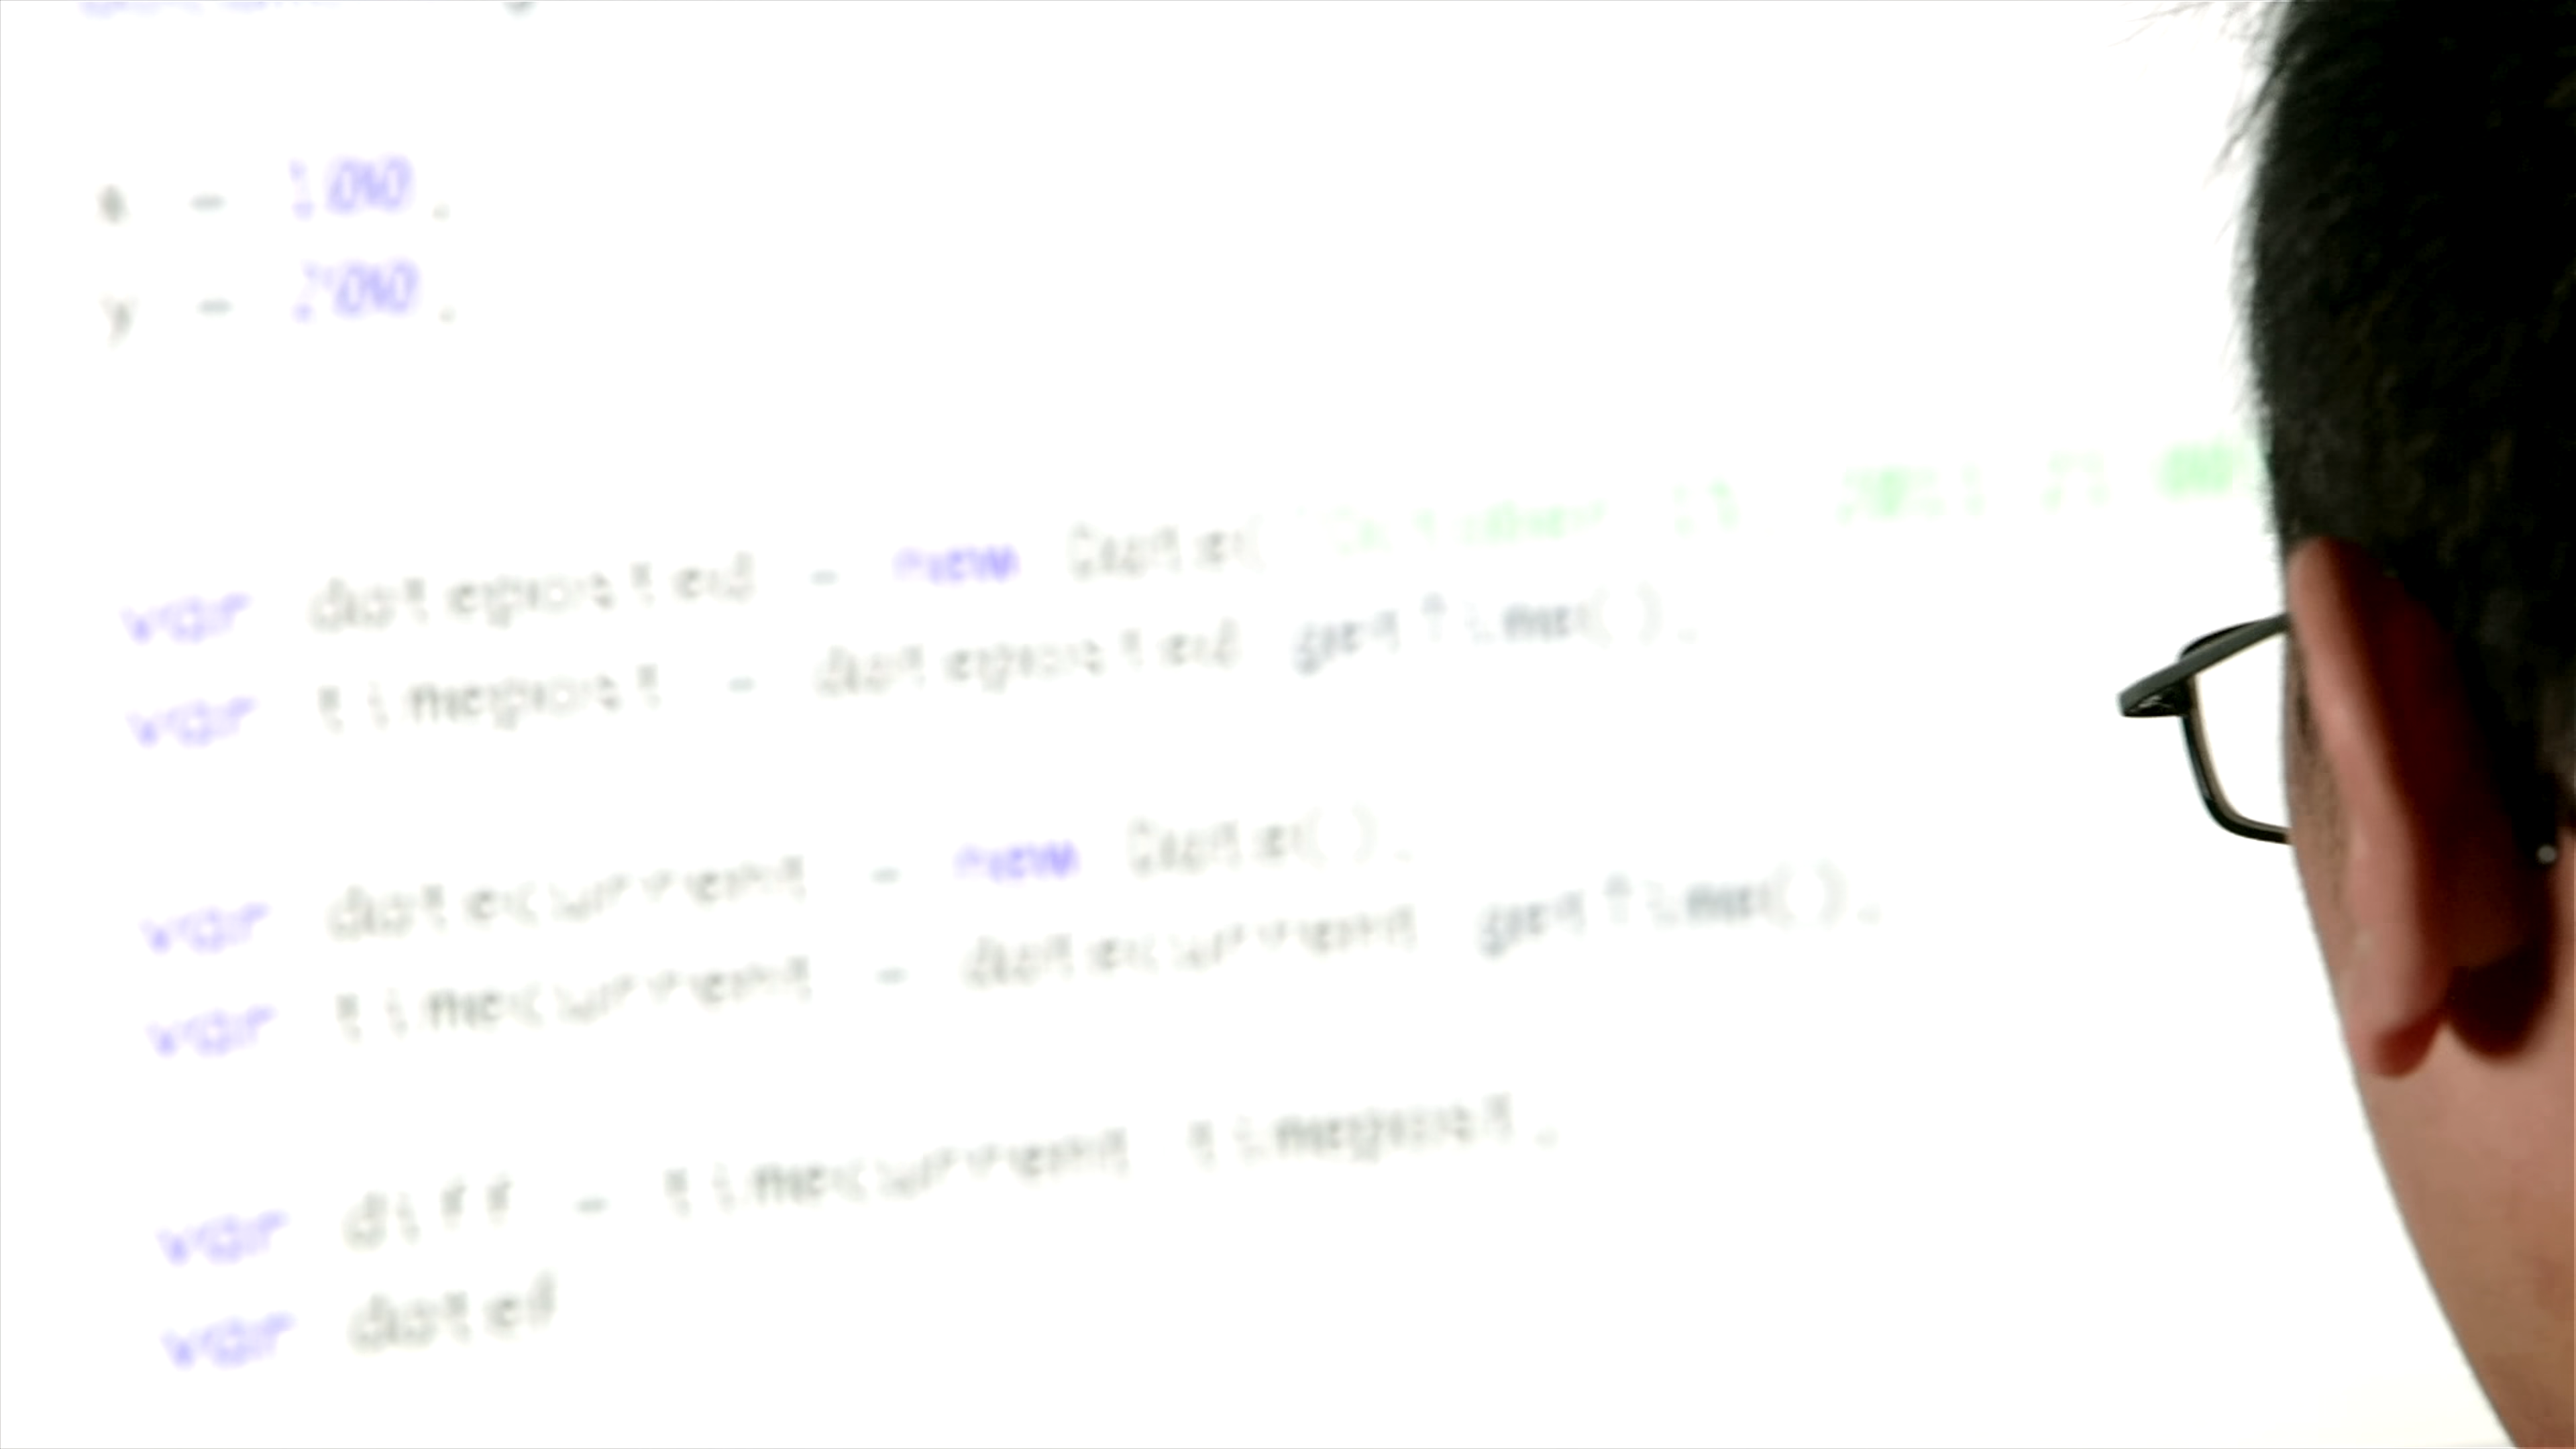 x = 100;
y = 200;
var dateposted = new Date(
var timepost = dateposted.getTime();
var datecurrent = new Date();
var timecurrent = datecurrent.getTime();
var diff = timecurrent-timepost;
var dated